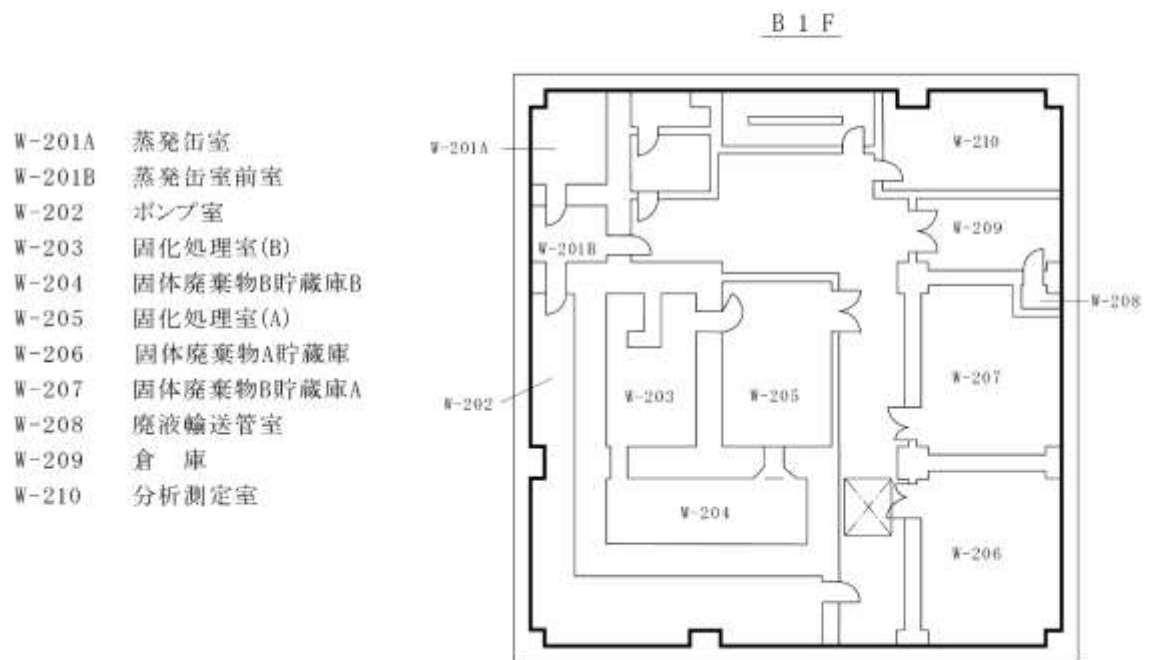 B1F
W-201A 蒸発缶室
W-201B 蒸発缶室前室
W-202 ポンプ室
W-203 固化処理室(B)
W-204 固体廃棄物B貯蔵庫B
W-205 固化処理室(A)
W-206 固体廃棄物A貯蔵庫
W-207 固体廃棄物B貯蔵庫A
W-208 廃液輸送管室
W-209 倉 庫
W-210 分析測定室
W-201A
W-210
W-201B
W-209
W-208
W-207
W-202
W-203
W-205
W-204
W-206